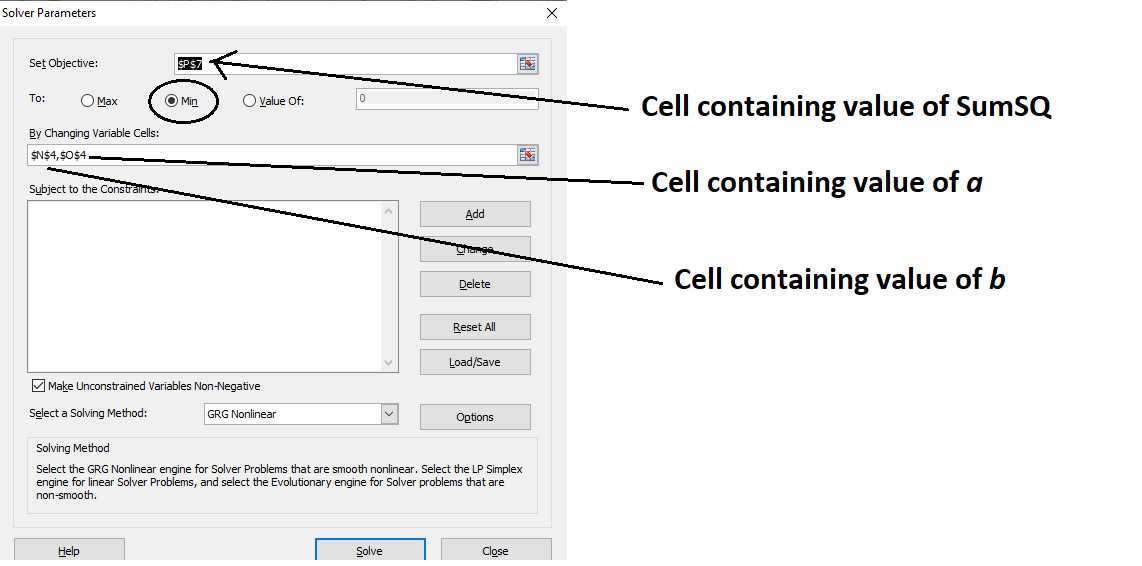 Solver Parameters
Set Objective:
$P$7
To:
Max
Min
Value Of:
0
Cell containing value of SumSQ
By Changing Variable Cells:
$N$4,$O$4
Cell containing value of a
Subject to the Constraints:
Add
Change
Cell containing value of b
Delete
Reset All
Load/Save
Make Unconstrained Variables Non-Negative
Select a Solving Method:
GRG Nonlinear
Options
Solving Method
Select the GRG Nonlinear engine for Solver Problems that are smooth nonlinear. Select the LP Simplex
engine for linear Solver Problems, and select the Evolutionary engine for Solver problems that are
non-smooth.
Help
Solve
Close